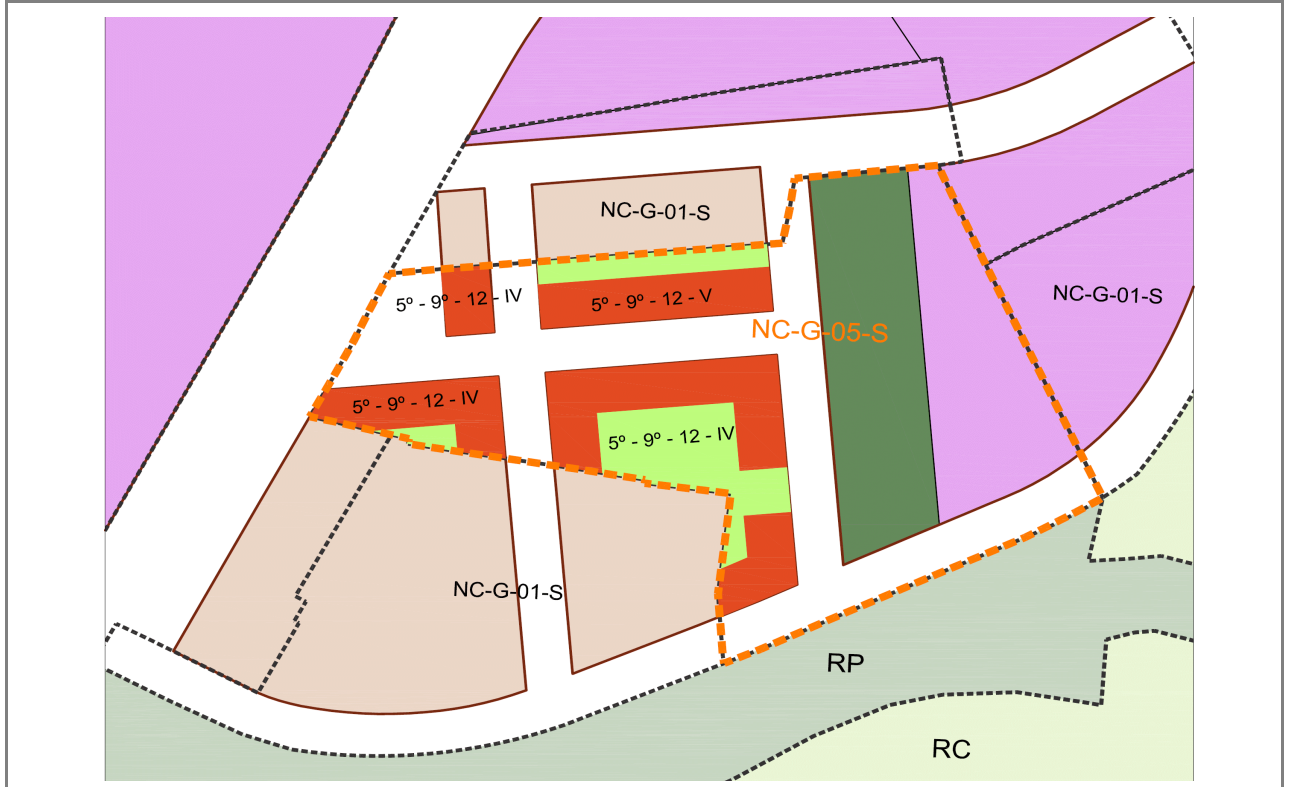 NC-G-01-S
5º - 9º - 12 - IV
5º - 9º - 12 - V
NC-G-01-S
NC-G-05-S
5º - 9º - 12 - IV
5º - 9º - 12 - IV
NC-G-01-S
RP
RC